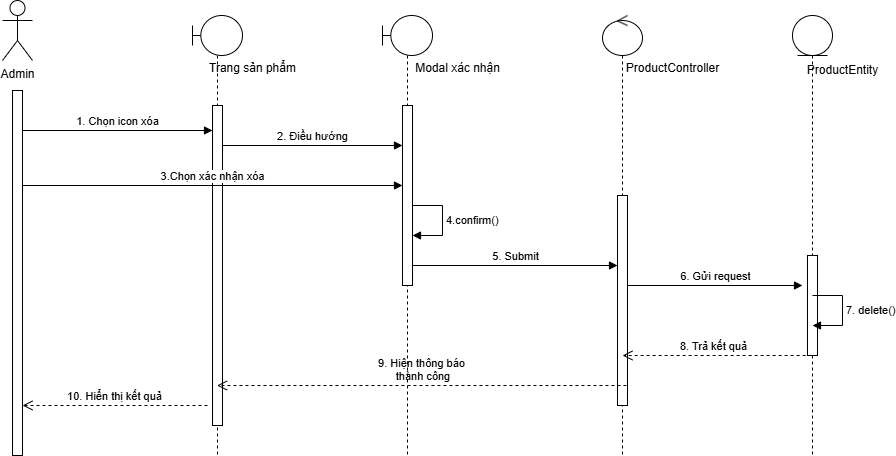 Admin
Trang sản phẩm
Modal xác nhận
ProductController
ProductEntity
1. Chọn icon xóa
2. Điều hướng
3.Chọn xác nhận xóa
4.confirm()
5. Submit
6. Gửi request
7. delete()
8. Trả kết quả
9. Hiện thông báo
thành công
10. Hiển thị kết quả